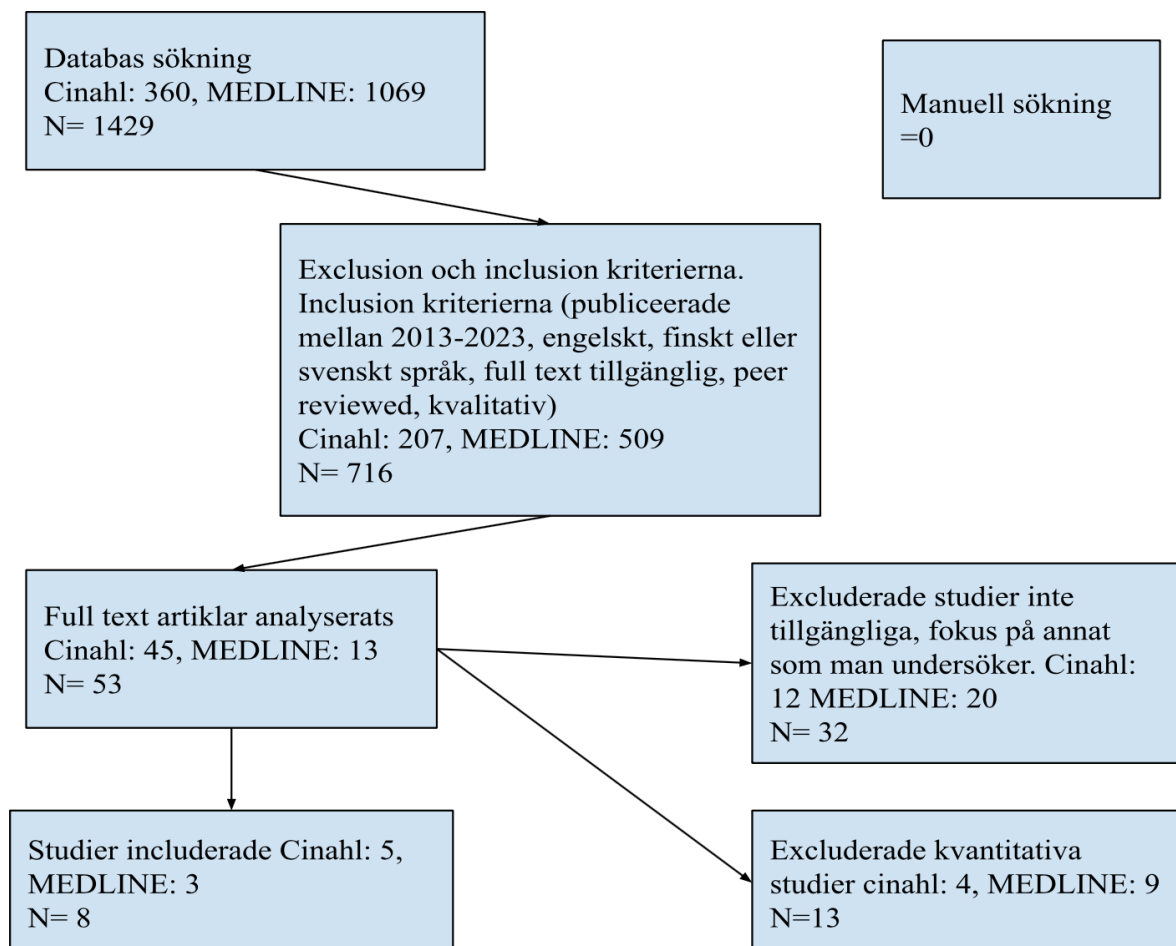 Databas sökning
Cinahl: 360, MEDLINE: 1069
N= 1429
Manuell sökning
=0
Exclusion och inclusion kriterierna.
Inclusion kriterierna (publiceerade
mellan 2013-2023, engelskt, finskt eller
svenskt språk, full text tillgänglig, peer
reviewed, kvalitativ)
Cinahl: 207, MEDLINE: 509
N= 716
Full text artiklar analyserats
Cinahl: 45, MEDLINE: 13
N= 53
Excluderade studier inte
tillgängliga, fokus på annat
som man undersöker. Cinahl:
12 MEDLINE: 20
N= 32
Studier includerade Cinahl: 5,
MEDLINE: 3
N= 8
Excluderade kvantitativa
studier cinahl: 4, MEDLINE: 9
N=13